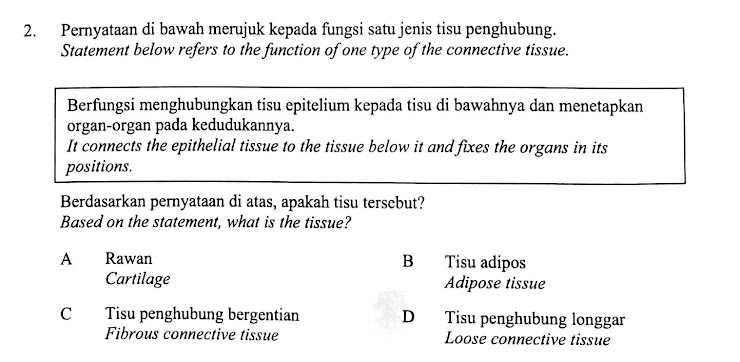 2. Pernyataan di bawah merujuk kepada fungsi satu jenis tisu penghubung.
Statement below refers to the function of one type of the connective tissue.
Berfungsi menghubungkan tisu epitelium kepada tisu di bawahnya dan menetapkan
organ-organ pada kedudukannya.
It connects the epithelial tissue to the tissue below it and fixes the organs in its
positions.
Berdasarkan pernyataan di atas, apakah tisu tersebut?
Based on the statement, what is the tissue?
A Rawan
Cartilage
B Tisu adipos
Adipose tissue
C Tisu penghubung bergentian
Fibrous connective tissue
D Tisu penghubung longgar
Loose connective tissue